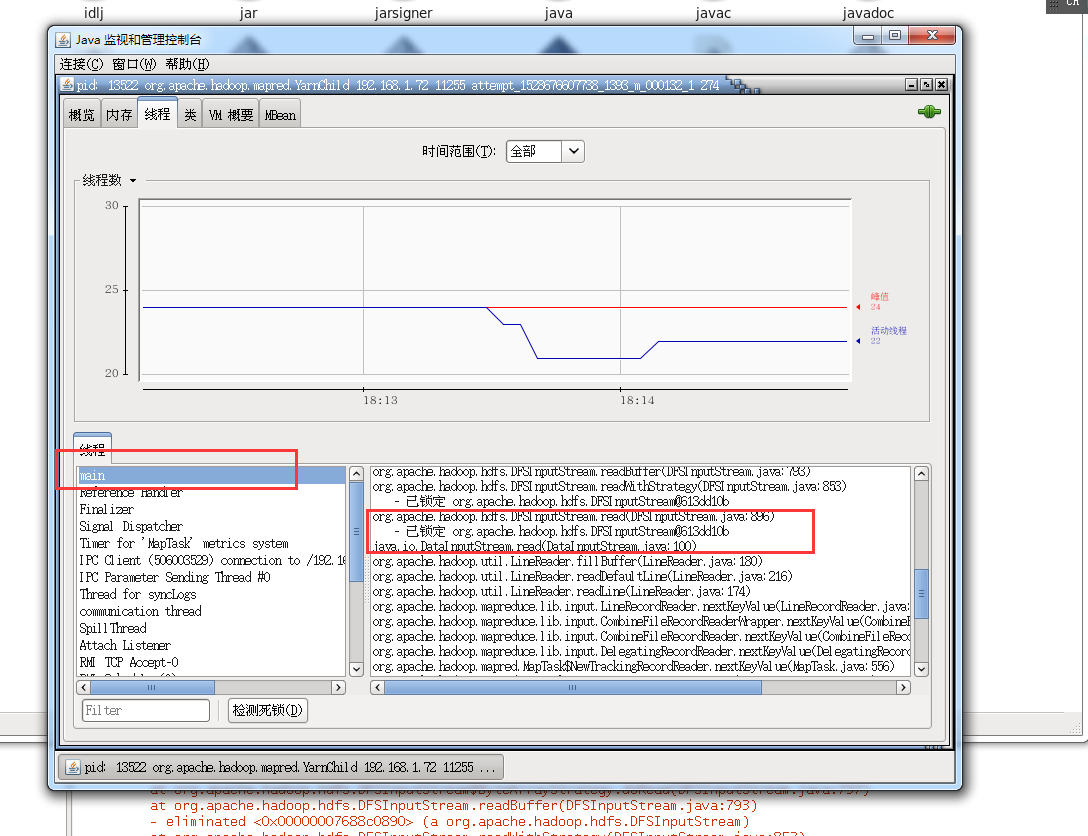 idlj jar jarsigner java javac javadoc
CH
Java 监视和管理控制台
连接(C) 窗口(W) 帮助(H)
pid: 13522 org.apache.hadoop.mapred.YarnChild 192.168.1.72 11255 attempt_1528676607738_1393_m_000132_1 274
概览 内存 线程 类 VM 概要 MBean
时间范围(T): 全部
线程数
30
25
20
峰值
24
活动线程
22
18:13 18:14
线程
main
Reference Handler
Finalizer
Signal Dispatcher
Timer for 'MapTask' metrics system
IPC Client (506003529) connection to /192.16
IPC Parameter Sending Thread #0
Thread for syncLogs
communication thread
SpillThread
Attach Listener
RMI TCP Accept-0
org.apache.hadoop.hdfs.DFSInputStream.readBuffer(DFSInputStream.java:793)
org.apache.hadoop.hdfs.DFSInputStream.readWithStrategy(DFSInputStream.java:853)
- 已锁定 org.apache.hadoop.hdfs.DFSInputStream@613dd10b
org.apache.hadoop.hdfs.DFSInputStream.read(DFSInputStream.java:896)
- 已锁定 org.apache.hadoop.hdfs.DFSInputStream@613dd10b
java.io.DataInputStream.read(DataInputStream.java:100)
org.apache.hadoop.util.LineReader.fillBuffer(LineReader.java:180)
org.apache.hadoop.util.LineReader.readDefaultLine(LineReader.java:216)
org.apache.hadoop.util.LineReader.readLine(LineReader.java:174)
org.apache.hadoop.mapreduce.lib.input.LineRecordReader.nextKeyValue(LineRecordReader.java:
org.apache.hadoop.mapreduce.lib.input.CombineFileRecordReaderWrapper.nextKeyValue(CombineF
org.apache.hadoop.mapreduce.lib.input.CombineFileRecordReader.nextKeyValue(CombineFileReco
org.apache.hadoop.mapreduce.lib.input.DelegatingRecordReader.nextKeyValue(DelegatingRecord
org.apache.hadoop.mapred.MapTask$NewTrackingRecordReader.nextKeyValue(MapTask.java:556)
Filter 检测死锁(D)
pid: 13522 org.apache.hadoop.mapred.YarnChild 192.168.1.72 11255 ...
at org.apache.hadoop.hdfs.DFSInputStream.readBuffer(DFSInputStream.java:793)
- eliminated <0x00000007688c0890> (a org.apache.hadoop.hdfs.DFSInputStream)